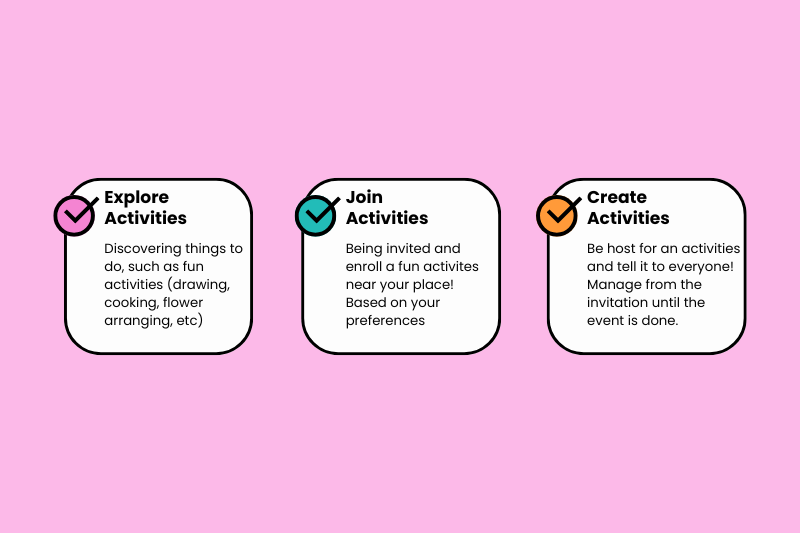 Explore
Activities
Discovering things to
do, such as fun
activities (drawing,
cooking, flower
arranging, etc)
Join
Activities
Being invited and
enroll a fun activites
near your place!
Based on your
preferences
Create
Activities
Be host for an activities
and tell it to everyone!
Manage from the
invitation until the
event is done.